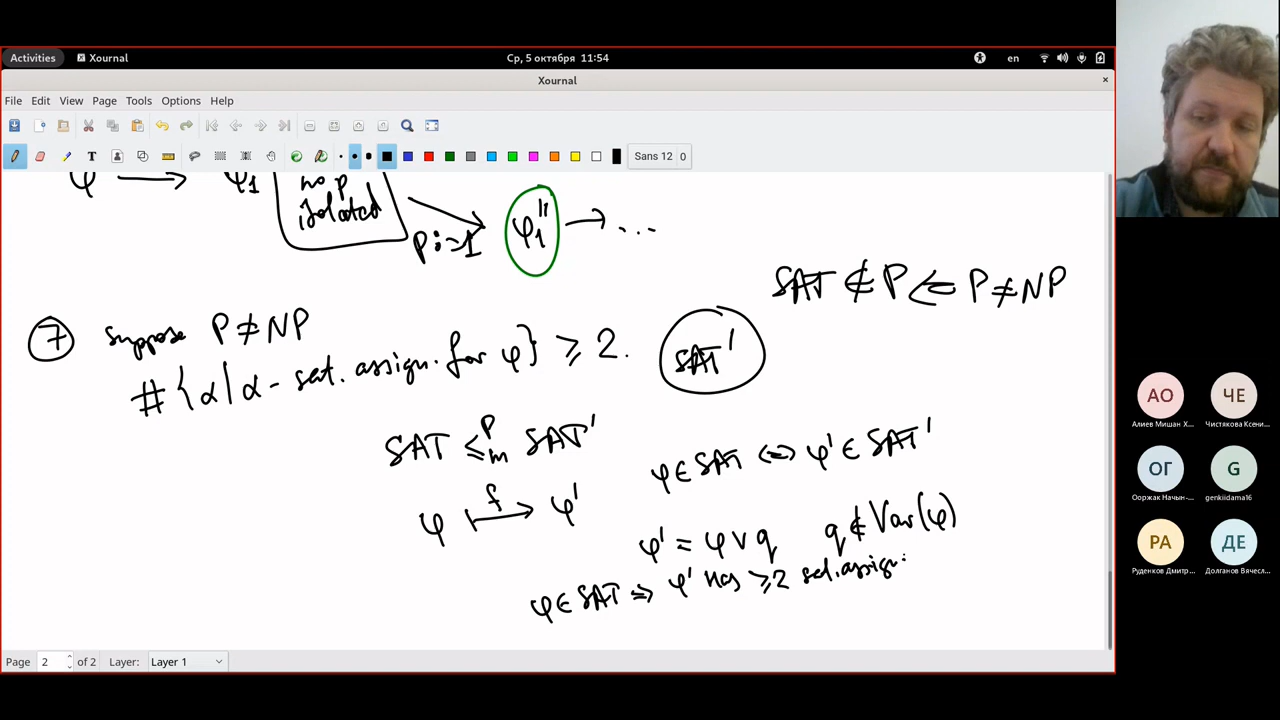 Activities Xournal Ср, 5 октября 11:54 en
Xournal
File Edit View Page Tools Options Help
Sans 12 0
φ → φ₁ no p isolated
p:=1 φ₁'' → ...
SAT ∉ P ⇐ P ≠ NP
⑦ suppose P ≠ NP
# {α | α - sat. assign. for φ} ≥ 2. SAT'
SAT ≤ᵖₘ SAT' φ ∈ SAT ⇔ φ' ∈ SAT'
φ ↦ᶠ φ'
φ' = φ ∨ q q ∉ Var(φ)
φ ∈ SAT ⇒ φ' has ≥ 2 sat. assign.
Page 2 of 2 Layer: Layer 1
АО
Алиев Мишан Х...
ЧЕ
Чистякова Ксени...
ОГ
Ооржак Начын-...
G
genkiidama16
РА
Руденков Дмитр...
ДЕ
Долганов Вячесл...